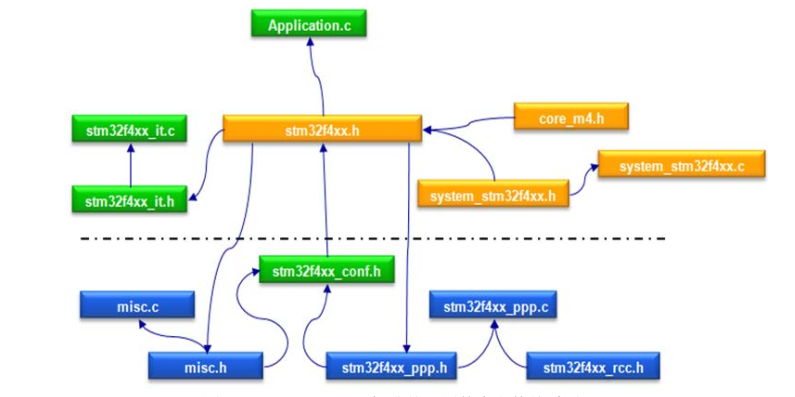 Application.c
stm32f4xx_it.c
stm32f4xx.h
core_m4.h
system_stm32f4xx.c
stm32f4xx_it.h
system_stm32f4xx.h
stm32f4xx_conf.h
misc.c
stm32f4xx_ppp.c
misc.h
stm32f4xx_ppp.h
stm32f4xx_rcc.h